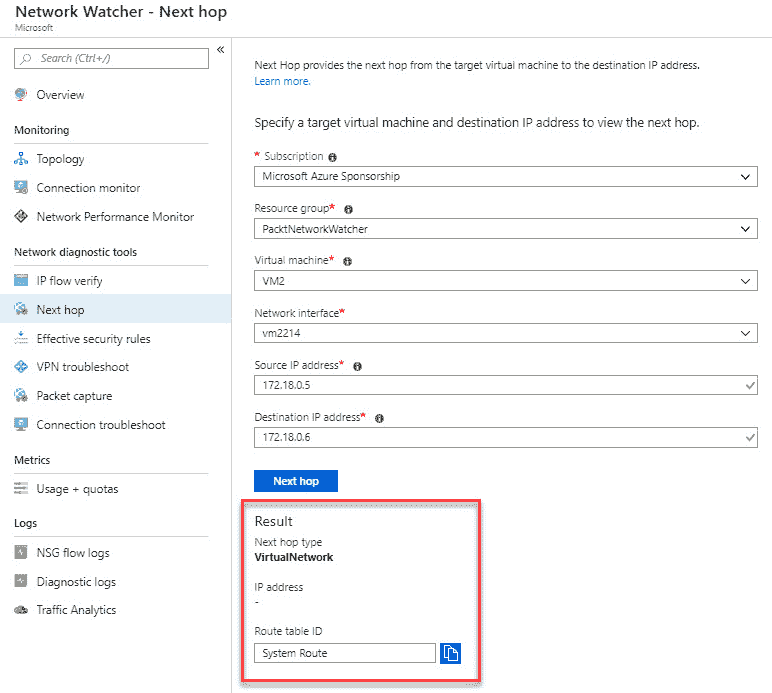 Network Watcher - Next hop
Microsoft
Search (Ctrl+/)
«
Overview
Monitoring
Topology
Connection monitor
Network Performance Monitor
Network diagnostic tools
IP flow verify
Next hop
Effective security rules
VPN troubleshoot
Packet capture
Connection troubleshoot
Metrics
Usage + quotas
Logs
NSG flow logs
Diagnostic logs
Traffic Analytics
Next Hop provides the next hop from the target virtual machine to the destination IP address.
Learn more.
Specify a target virtual machine and destination IP address to view the next hop.
* Subscription
Microsoft Azure Sponsorship
Resource group*
PacktNetworkWatcher
Virtual machine*
VM2
Network interface*
vm2214
Source IP address*
172.18.0.5
Destination IP address*
172.18.0.6
Next hop
Result
Next hop type
VirtualNetwork
IP address
-
Route table ID
System Route